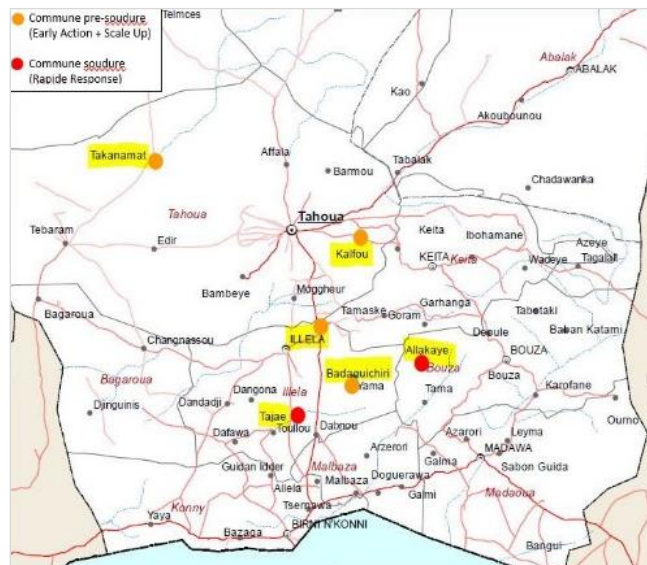 Commune pre-soudure
(Early Action + Scale Up)
Commune soudure
(Rapide Response)
Abalak
ABALAK
Kao
Akoubounou
Takanamat
Affala
Barmou
Tabalak
Chadawanka
Tahoua
Tahoua
Tebaram
Edir
Kalfou
Keita
Ibohamane
KEITA
Keita
Azeye
Wadeye
Tagalalt
Bambeye
Moggheur
Bagaroua
Tamaske
Goram
Garhanga
Tabotaki
ILLELA
Changnassou
Depule
Baban Katami
Allakaye
BOUZA
Bagaroua
Badaguichiri
Bouza
Bouza
Yama
Illela
Dangona
Djinguinis
Dandadji
Tajae
Tama
Karofane
Ourno
Toullou
Dafawa
Dabnou
Azarori
Leyma
Arzerori
MADAWA
Guidan Idder
Malbaza
Galma
Sabon Guida
Doguerawa
Allela
Malbaza
Galmi
Madaoua
Konny
Tsernawa
Yaya
Bazaga
BIRNI N'KONNI
Bangui